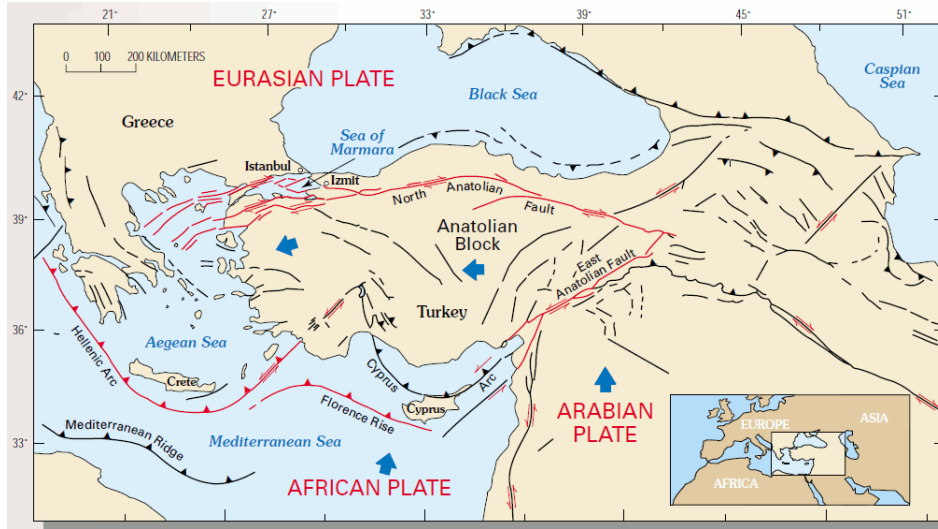 21°
27°
33°
39°
45°
51°
0 100 200 KILOMETERS
EURASIAN PLATE
Caspian
Sea
42°
Black Sea
Greece
Sea of
Marmara
Istanbul
Izmit
North
Anatolian
Fault
39°
Anatolian
Block
East
Anatolian Fault
Turkey
36°
Aegean Sea
Hellenic Arc
Crete
Cyprus
Arc
Cyprus
Florence Rise
ARABIAN
PLATE
33°
Mediterranean Ridge
Mediterranean Sea
AFRICAN PLATE
EUROPE
ASIA
AFRICA